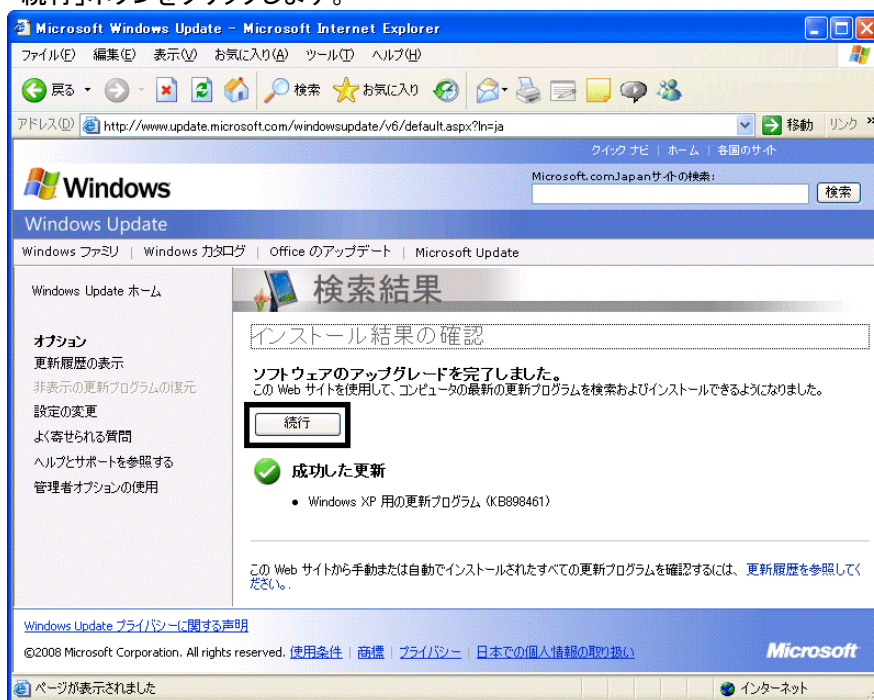 続行」ボタンをクリックします。
Microsoft Windows Update - Microsoft Internet Explorer
ファイル(F) 編集(E) 表示(V) お気に入り(A) ツール(T) ヘルプ(H)
戻る 検索 お気に入り
アドレス(D) http://www.update.microsoft.com/windowsupdate/v6/default.aspx?ln=ja 移動 リンク »
クイック ナビ | ホーム | 各国のサイト
Windows
Microsoft.comJapanサイトの検索:
検索
Windows Update
Windows ファミリ | Windows カタログ | Office のアップデート | Microsoft Update
Windows Update ホーム
オプション
更新履歴の表示
非表示の更新プログラムの復元
設定の変更
よく寄せられる質問
ヘルプとサポートを参照する
管理者オプションの使用
検索結果
インストール結果の確認
ソフトウェアのアップグレードを完了しました。
この Web サイトを使用して、コンピュータの最新の更新プログラムを検索およびインストールできるようになりました。
続行
成功した更新
• Windows XP 用の更新プログラム (KB898461)
この Web サイトから手動または自動でインストールされたすべての更新プログラムを確認するには、 更新履歴を参照してく
ださい。.
Windows Update プライバシーに関する声明
©2008 Microsoft Corporation. All rights reserved. 使用条件 | 商標 | プライバシー | 日本での個人情報の取り扱い
Microsoft
ページが表示されました
インターネット